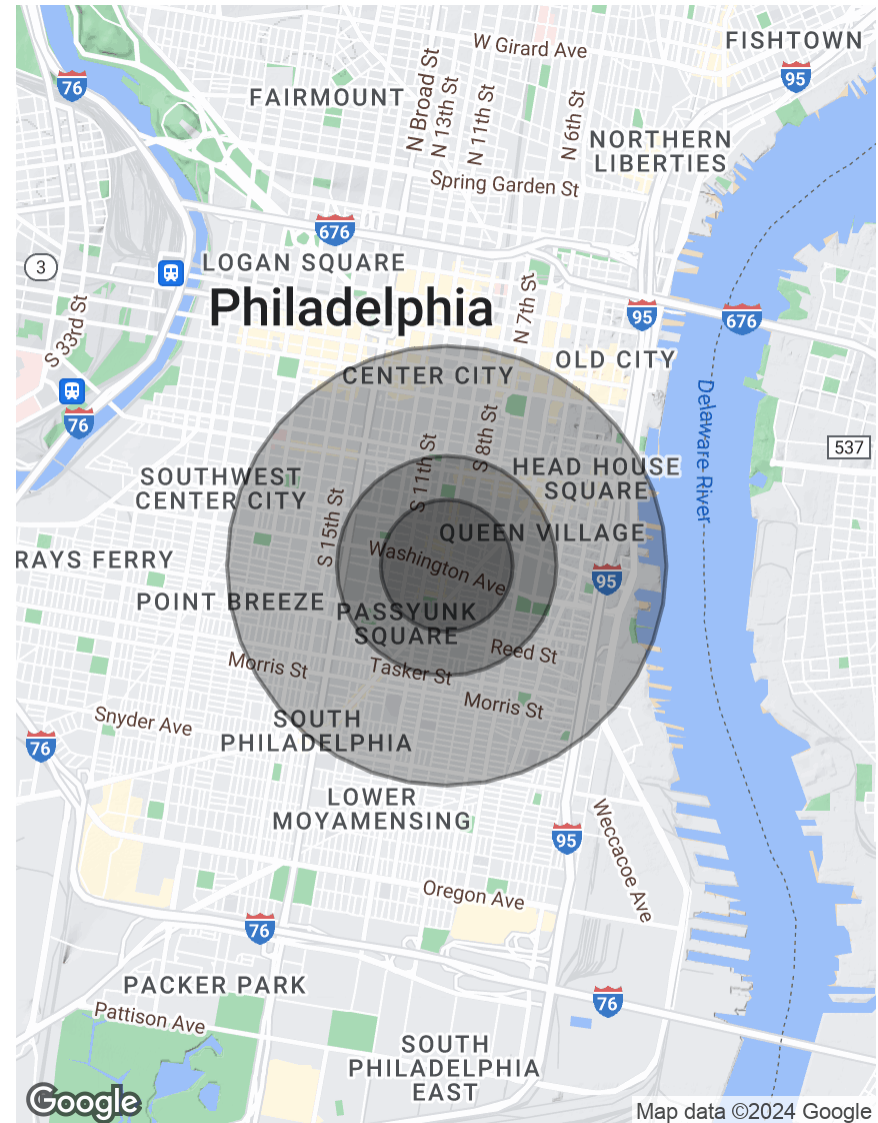 W Girard Ave
FISHTOWN
76
95
FAIRMOUNT
N Broad St
N 13th St
N 11th St
N 6th St
NORTHERN
LIBERTIES
Spring Garden St
676
3
LOGAN SQUARE
Philadelphia
N 7th St
95
676
S 33rd St
OLD CITY
CENTER CITY
76
Delaware River
537
S 8th St
S 11th St
SOUTHWEST
CENTER CITY
HEAD HOUSE
SQUARE
S 15th St
QUEEN VILLAGE
RAYS FERRY
Washington Ave
95
POINT BREEZE
PASSYUNK
SQUARE
Reed St
Morris St
Tasker St
Morris St
Snyder Ave
SOUTH
PHILADELPHIA
76
LOWER
MOYAMENSING
95
Weccacoe Ave
Oregon Ave
76
PACKER PARK
76
Pattison Ave
SOUTH
PHILADELPHIA
EAST
Google
Map data ©2024 Google